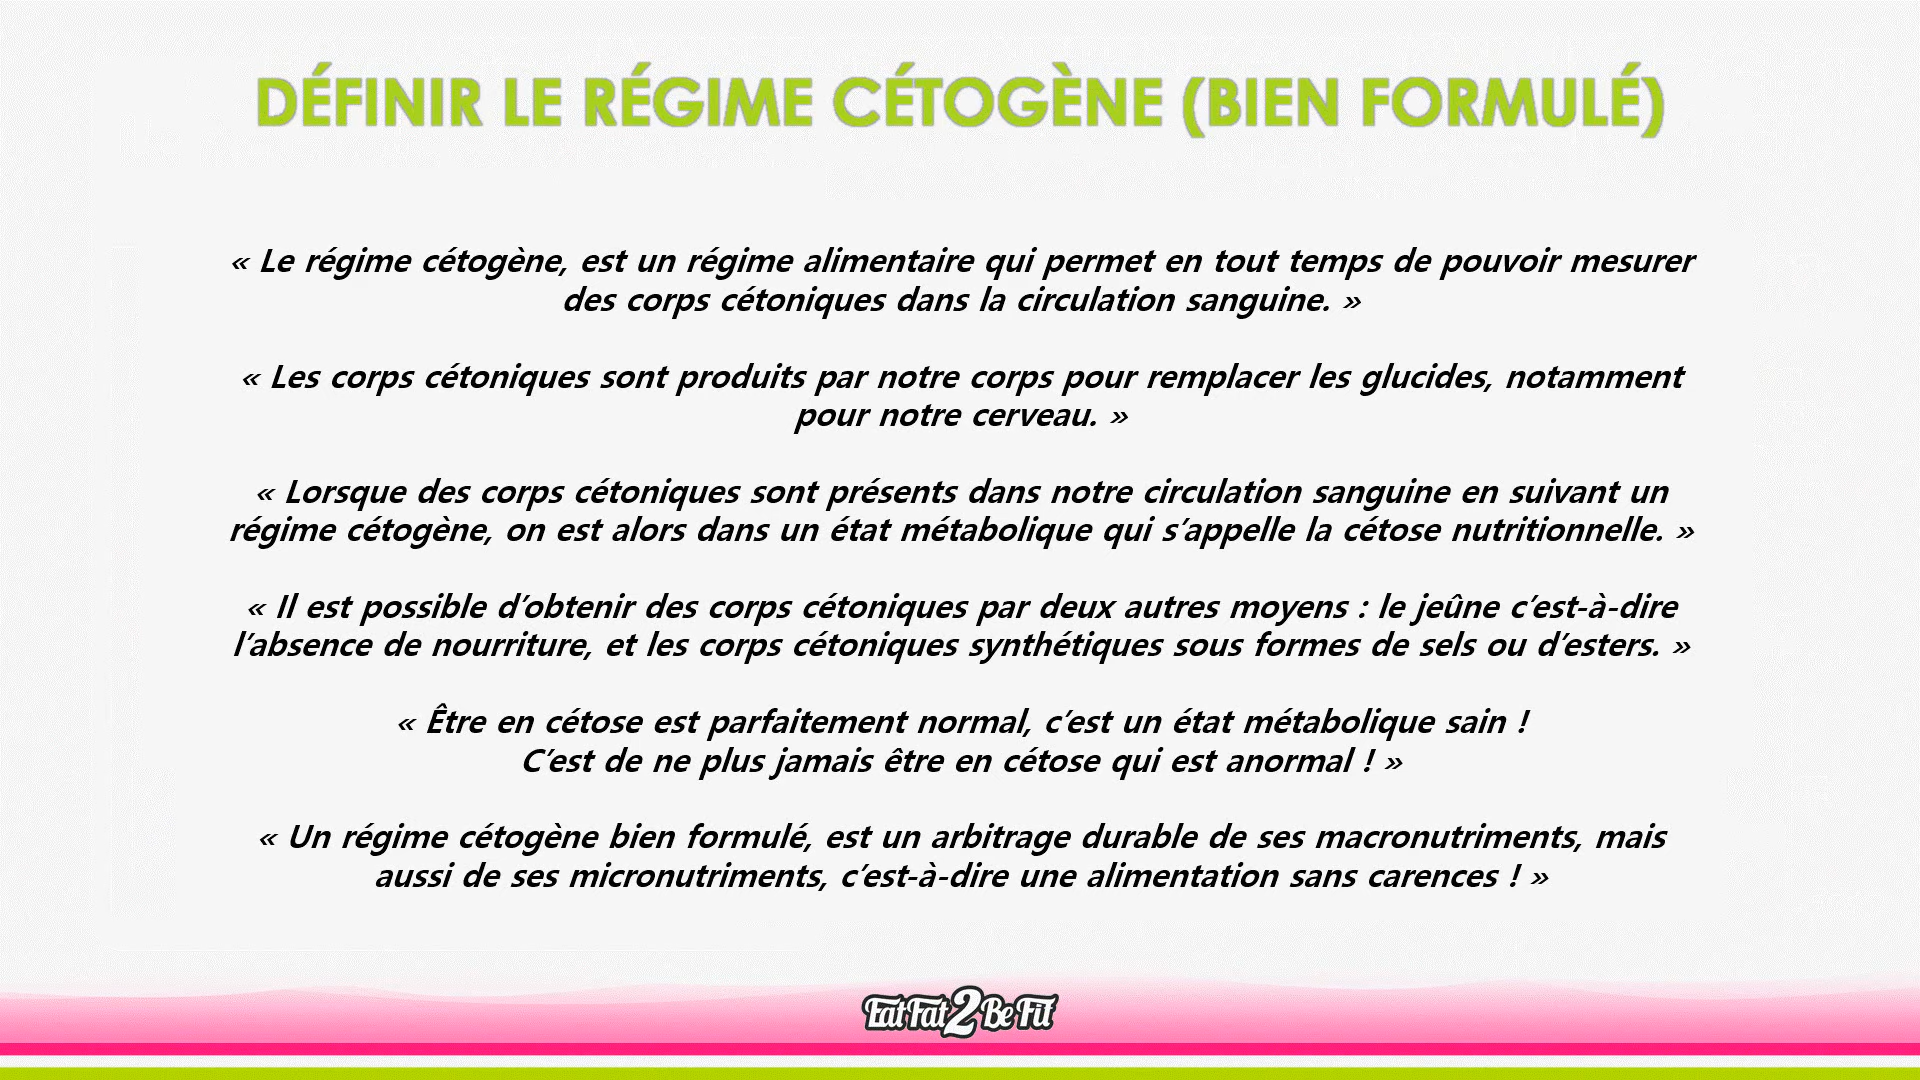 DÉFINIR LE RÉGIME CÉTOGÈNE (BIEN FORMULÉ)
« Le régime cétogène, est un régime alimentaire qui permet en tout temps de pouvoir mesurer
des corps cétoniques dans la circulation sanguine. »
« Les corps cétoniques sont produits par notre corps pour remplacer les glucides, notamment
pour notre cerveau. »
« Lorsque des corps cétoniques sont présents dans notre circulation sanguine en suivant un
régime cétogène, on est alors dans un état métabolique qui s’appelle la cétose nutritionnelle. »
« Il est possible d’obtenir des corps cétoniques par deux autres moyens : le jeûne c’est-à-dire
l’absence de nourriture, et les corps cétoniques synthétiques sous formes de sels ou d’esters. »
« Être en cétose est parfaitement normal, c’est un état métabolique sain !
C’est de ne plus jamais être en cétose qui est anormal ! »
« Un régime cétogène bien formulé, est un arbitrage durable de ses macronutriments, mais
aussi de ses micronutriments, c’est-à-dire une alimentation sans carences ! »
Eat Fat 2 Be Fit